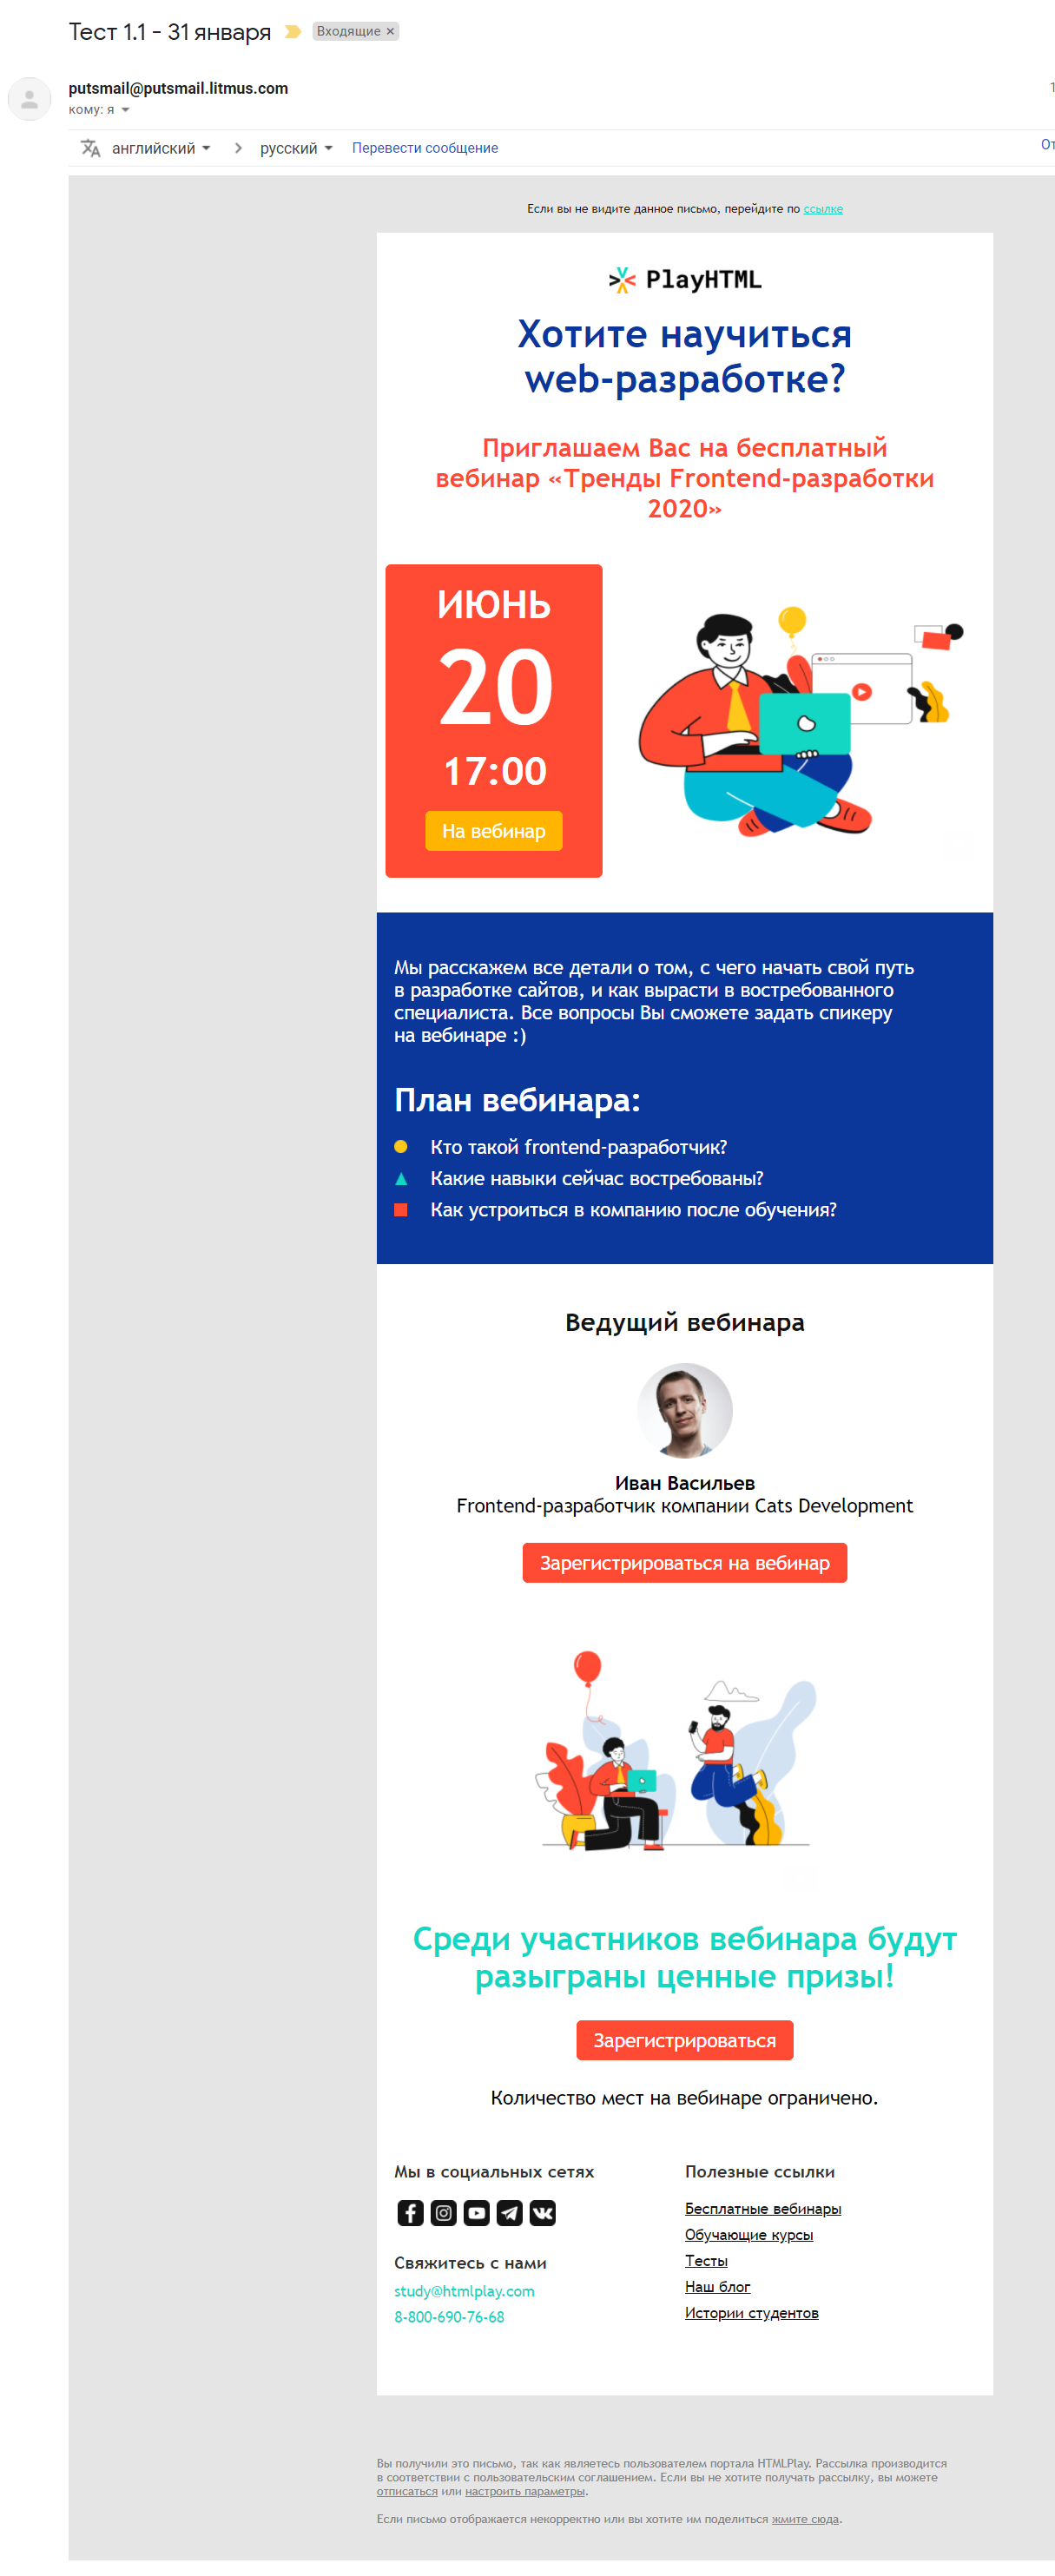 Тест 1.1 - 31 января
Входящие ×
putsmail@putsmail.litmus.com
кому: я
английский > русский Перевести сообщение
Если вы не видите данное письмо, перейдите по ссылке
PlayHTML
Хотите научиться
web-разработке?
Приглашаем Вас на бесплатный
вебинар «Тренды Frontend-разработки
2020»
ИЮНЬ
20
17:00
На вебинар
Мы расскажем все детали о том, с чего начать свой путь
в разработке сайтов, и как вырасти в востребованного
специалиста. Все вопросы Вы сможете задать спикеру
на вебинаре :)
План вебинара:
Кто такой frontend-разработчик?
Какие навыки сейчас востребованы?
Как устроиться в компанию после обучения?
Ведущий вебинара
Иван Васильев
Frontend-разработчик компании Cats Development
Зарегистрироваться на вебинар
Среди участников вебинара будут
разыграны ценные призы!
Зарегистрироваться
Количество мест на вебинаре ограничено.
Мы в социальных сетях
Свяжитесь с нами
study@htmlplay.com
8-800-690-76-68
Полезные ссылки
Бесплатные вебинары
Обучающие курсы
Тесты
Наш блог
Истории студентов
Вы получили это письмо, так как являетесь пользователем портала HTMLPlay. Рассылка производится
в соответствии с пользовательским соглашением. Если вы не хотите получать рассылку, вы можете
отписаться или настроить параметры.
Если письмо отображается некорректно или вы хотите им поделиться жмите сюда.